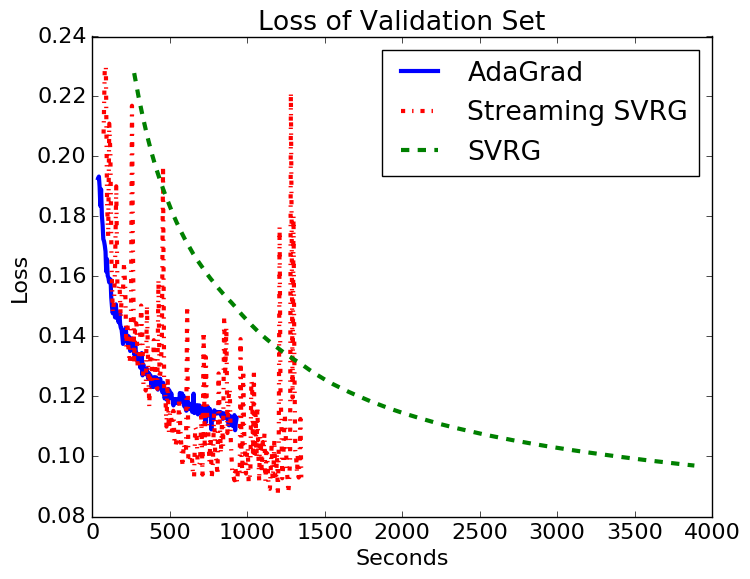 Loss of Validation Set
0.24
0.22
0.20
0.18
0.16
0.14
0.12
0.10
0.08
Loss
AdaGrad
Streaming SVRG
SVRG
0 500 1000 1500 2000 2500 3000 3500 4000
Seconds